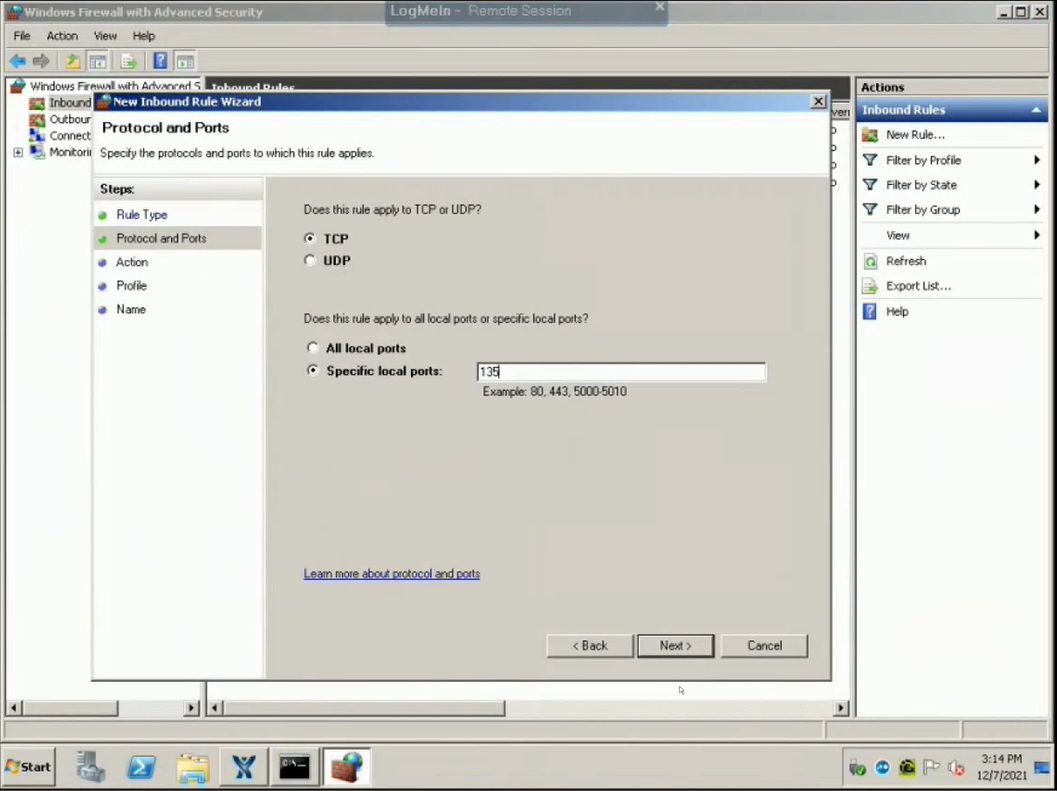 Windows Firewall with Advanced Security
LogMeIn - Remote Session
File Action View Help
Windows Firewall with Advanced S
Inbound Rules
Inbound
Outbour
Connect
Monitori
New Inbound Rule Wizard
Protocol and Ports
Specify the protocols and ports to which this rule applies.
Steps:
Rule Type
Protocol and Ports
Action
Profile
Name
Does this rule apply to TCP or UDP?
TCP
UDP
Does this rule apply to all local ports or specific local ports?
All local ports
Specific local ports: 135
Example: 80, 443, 5000-5010
Learn more about protocol and ports
< Back Next > Cancel
Actions
Inbound Rules
New Rule...
Filter by Profile
Filter by State
Filter by Group
View
Refresh
Export List...
Help
Start
3:14 PM
12/7/2021